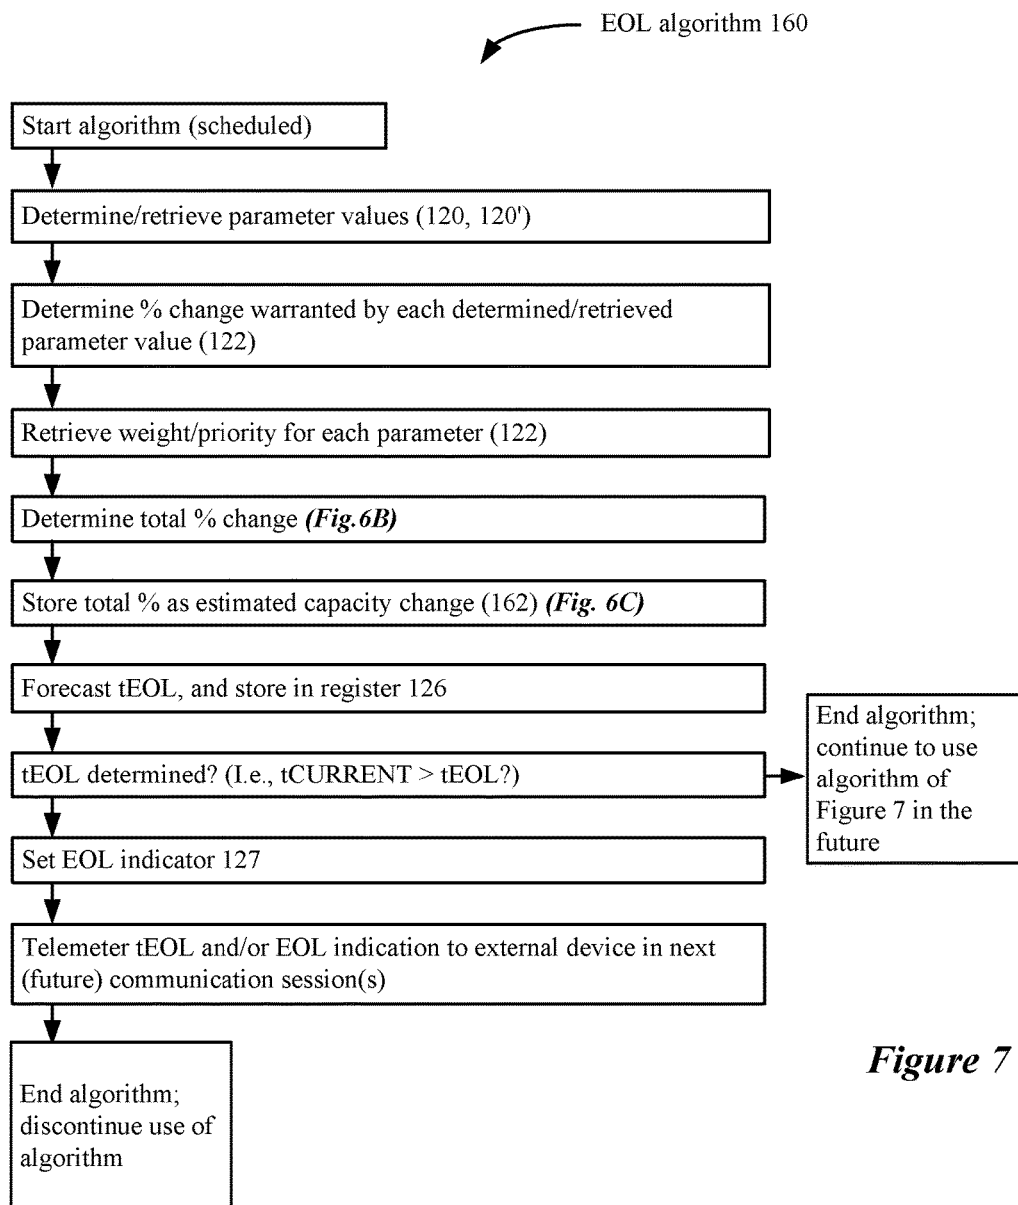 EOL algorithm 160
Start algorithm (scheduled)
Determine/retrieve parameter values (120, 120')
Determine % change warranted by each determined/retrieved
parameter value (122)
Retrieve weight/priority for each parameter (122)
Determine total % change (Fig.6B)
Store total % as estimated capacity change (162) (Fig. 6C)
Forecast tEOL, and store in register 126
tEOL determined? (I.e., tCURRENT > tEOL?)
End algorithm;
continue to use
algorithm of
Figure 7 in the
future
Set EOL indicator 127
Telemeter tEOL and/or EOL indication to external device in next
(future) communication session(s)
End algorithm;
discontinue use of
algorithm
Figure 7